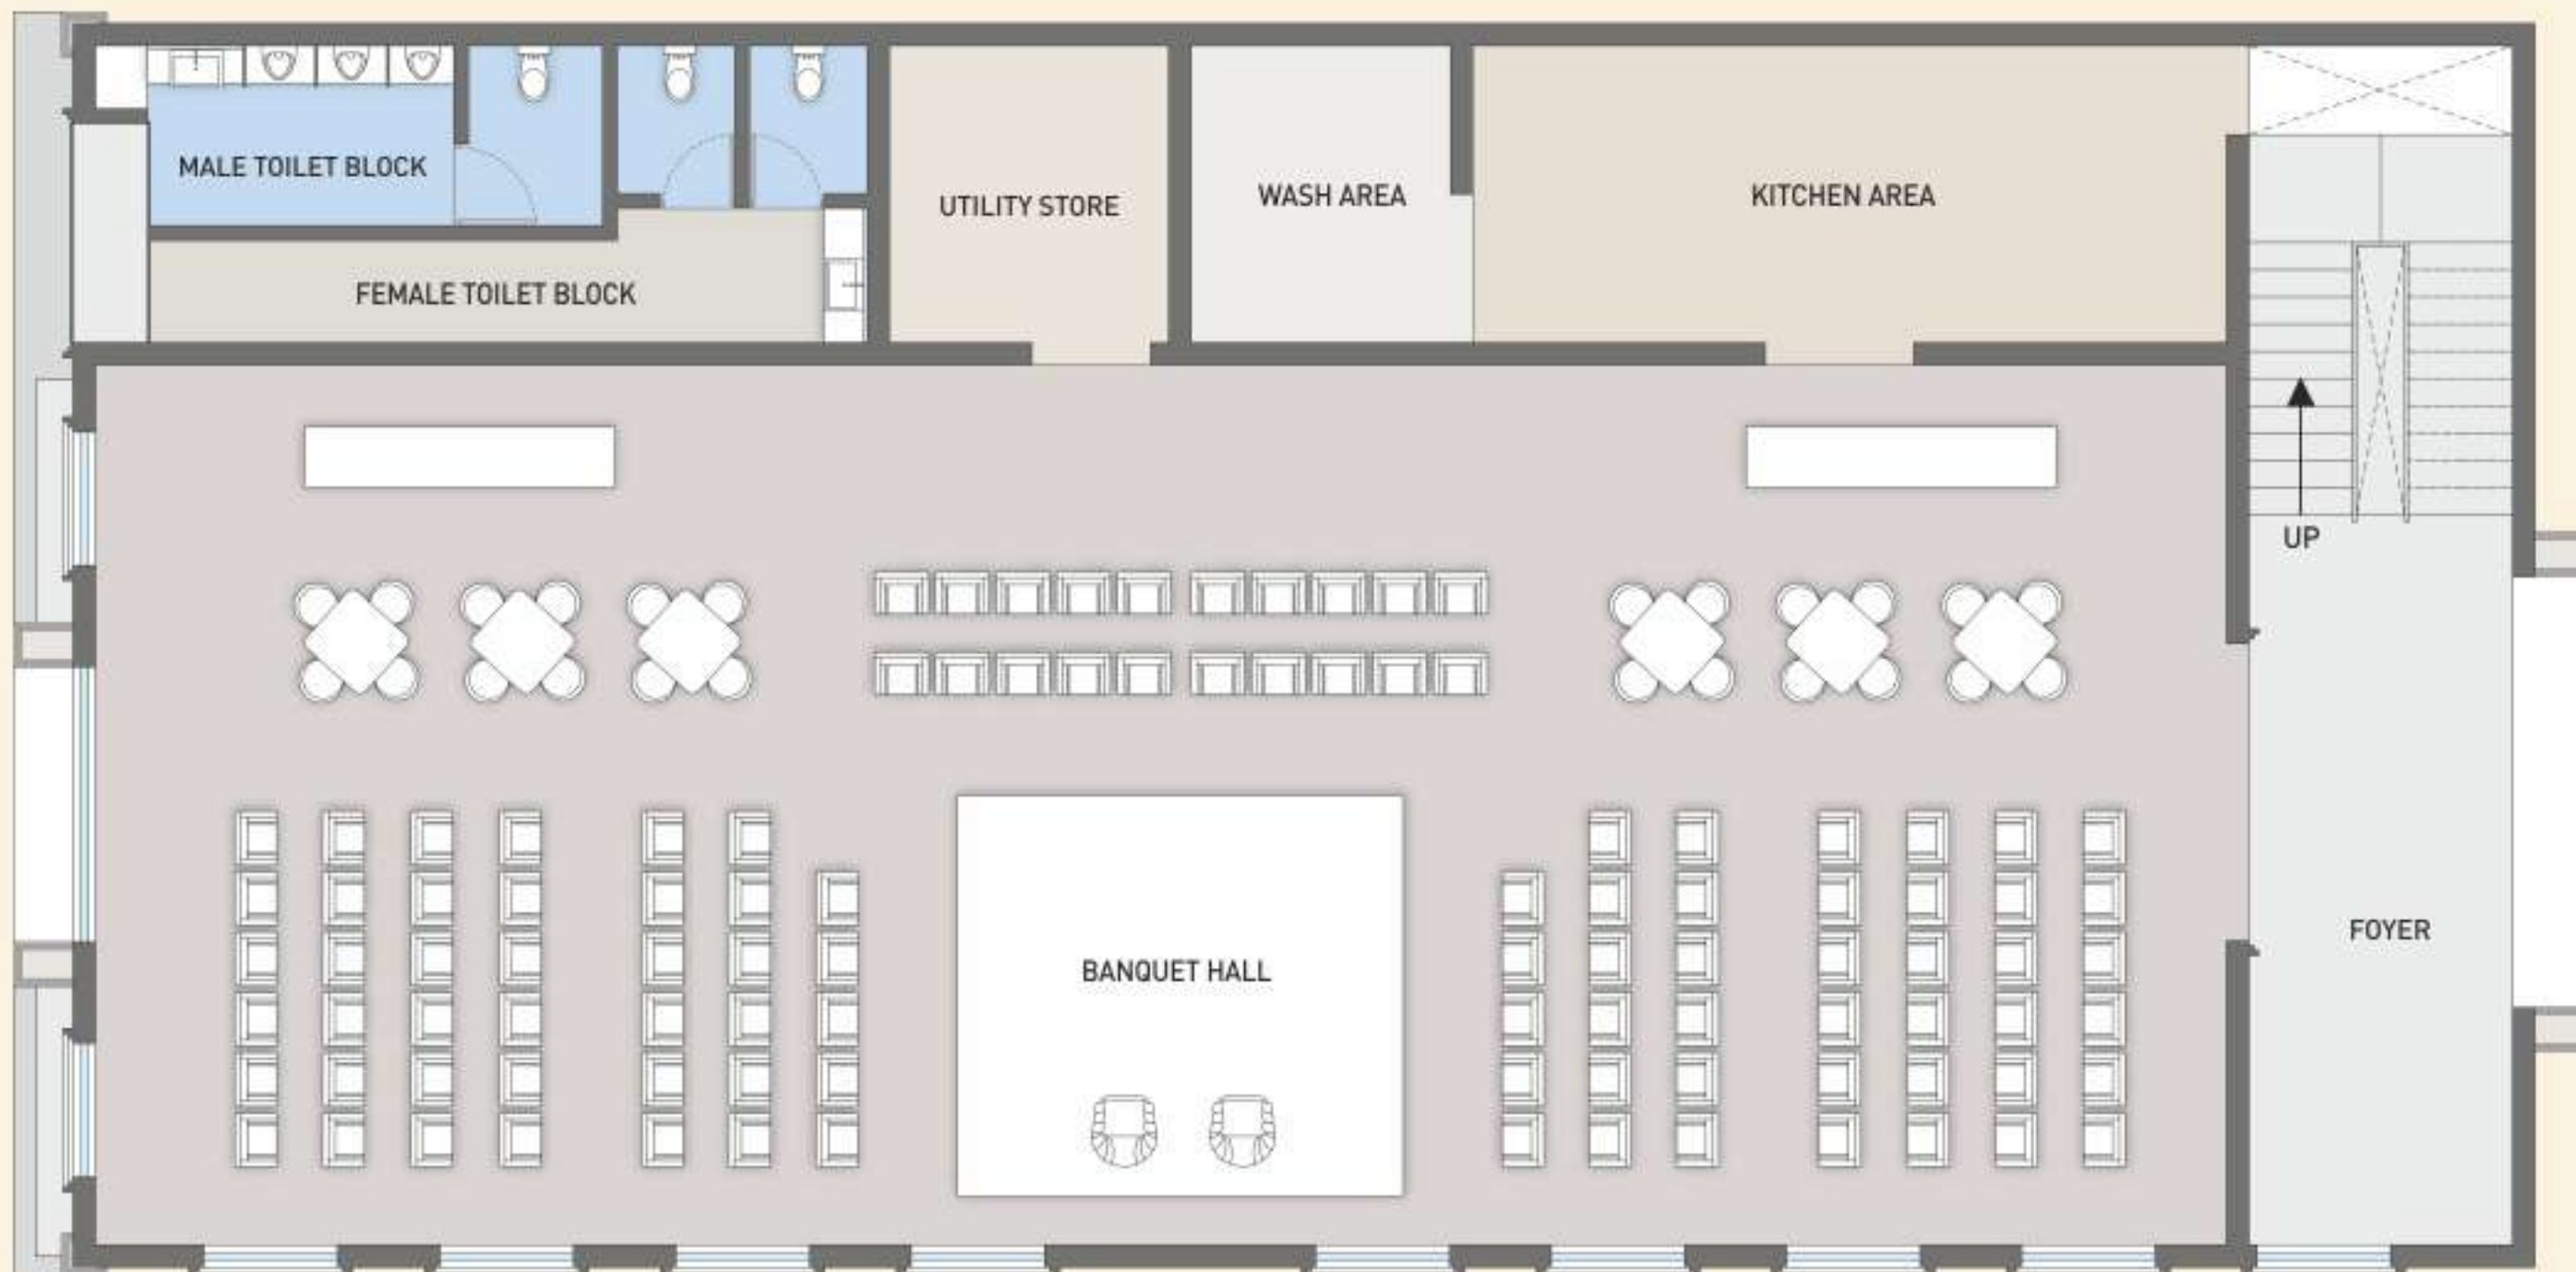 MALE TOILET BLOCK
UTILITY STORE
WASH AREA
KITCHEN AREA
FEMALE TOILET BLOCK
UP
FOYER
BANQUET HALL